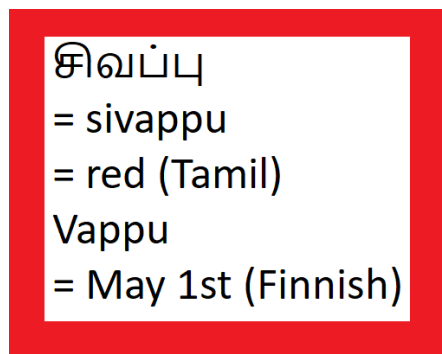 சிவப்பு
= sivappu
= red (Tamil)
Vappu
= May 1st (Finnish)